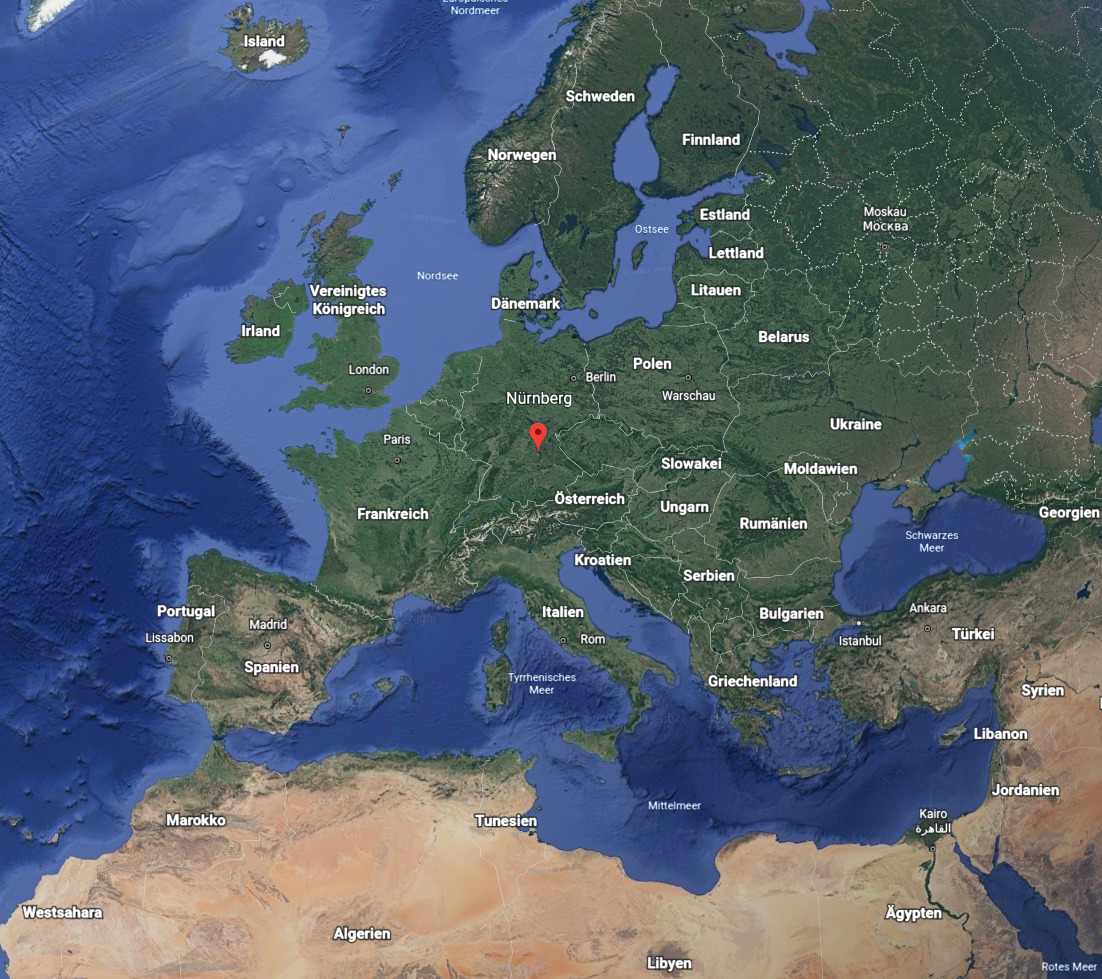 Europäisches
Nordmeer
Island
Schweden
Finnland
Norwegen
Moskau
Москва
Estland
Ostsee
Lettland
Nordsee
Litauen
Vereinigtes
Königreich
Dänemark
Irland
Belarus
Polen
London
Berlin
Warschau
Nürnberg
Ukraine
Paris
Slowakei
Moldawien
Österreich
Ungarn
Frankreich
Georgien
Rumänien
Schwarzes
Meer
Kroatien
Serbien
Portugal
Italien
Bulgarien
Ankara
Madrid
Lissabon
Rom
Istanbul
Türkei
Spanien
Tyrrhenisches
Meer
Griechenland
Syrien
Libanon
Jordanien
Mittelmeer
Marokko
Tunesien
Kairo
القاهرة
Westsahara
Ägypten
Algerien
Libyen
Rotes Meer